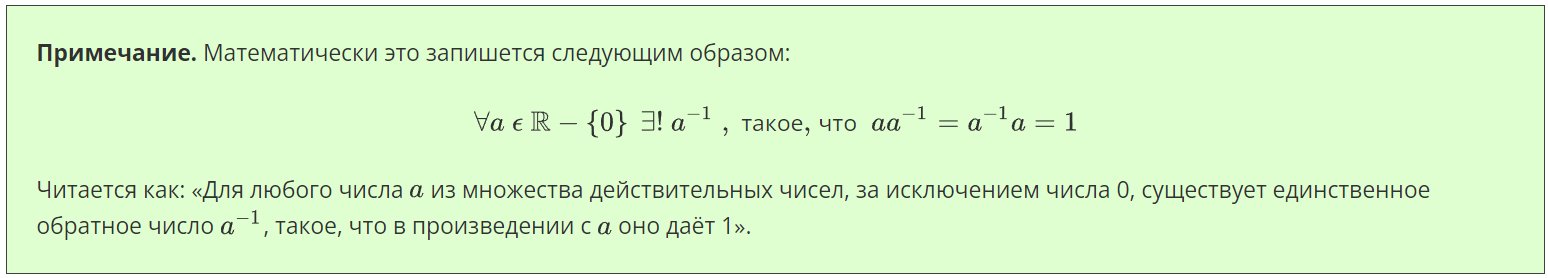 Примечание. Математически это запишется следующим образом:
∀a ϵ ℝ − {0} ∃! a⁻¹ , такое, что aa⁻¹ = a⁻¹a = 1
Читается как: «Для любого числа a из множества действительных чисел, за исключением числа 0, существует единственное
обратное число a⁻¹, такое, что в произведении с a оно даёт 1».